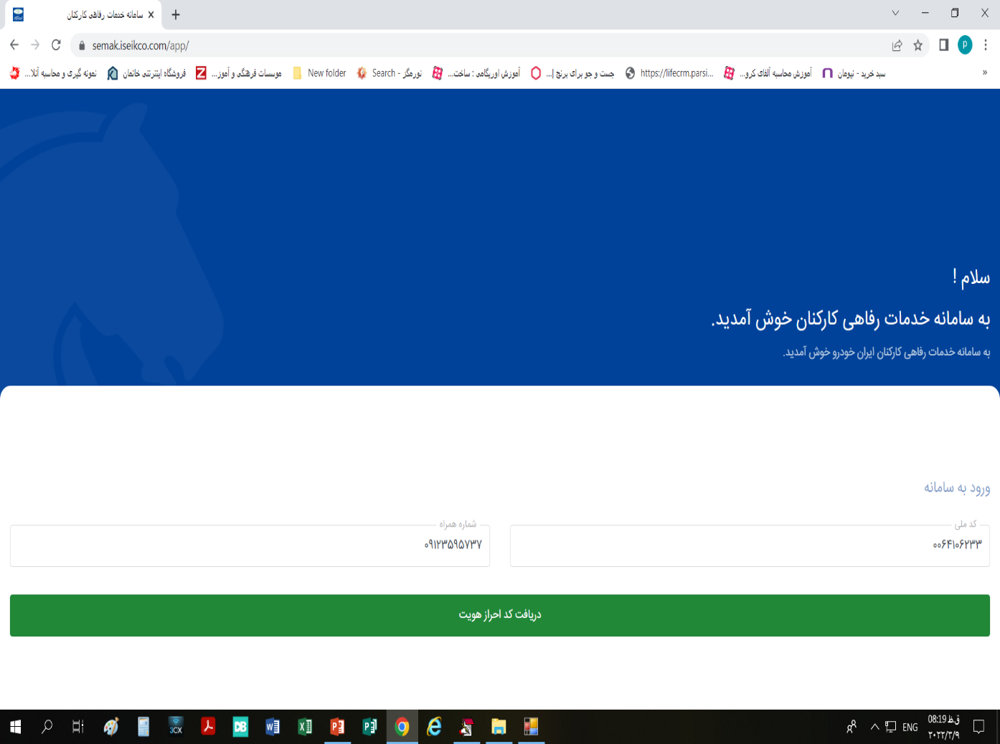 سامانه خدمات رفاهی کارکنان
semak.iseikco.com/app/
P
نمونه گیری و محاسبه آنلا...
فروشگاه اینترنتی خانمان
موسسات فرهنگی و آموز...
New folder
نورمگز - Search
آموزش اوریگامی : ساخت...
جست و جو برای برنج |...
https://lifecrm.parsi...
آموزش محاسبه آلفای کرو...
سبد خرید - نیومان
»
سلام !
به سامانه خدمات رفاهی کارکنان خوش آمدید.
به سامانه خدمات رفاهی کارکنان ایران خودرو خوش آمدید.
ورود به سامانه
کد ملی
۰۰۶۴۱۰۶۲۳۳
شماره همراه
۰۹۱۲۳۵۹۵۷۳۷
دریافت کد احراز هویت
3CX
DB
ENG
08:19 ق.ظ
۲۰۲۲/۳/۹